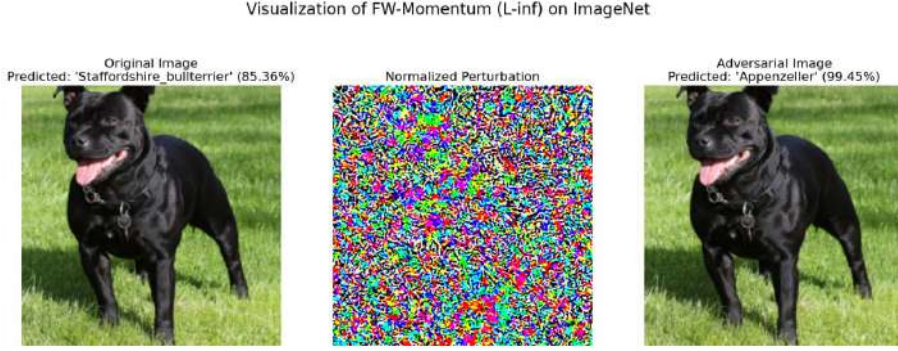 Visualization of FW-Momentum (L-inf) on ImageNet
Original Image
Predicted: 'Staffordshire_bullterrier' (85.36%)
Normalized Perturbation
Adversarial Image
Predicted: 'Appenzeller' (99.45%)